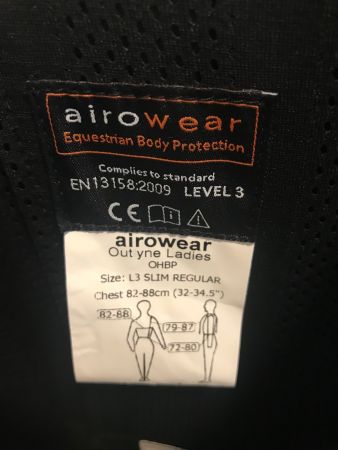 airowear
Equestrian Body Protection
Complies to standard
EN13158:2009 LEVEL 3
CE
airowear
Outlyne Ladies
OHBP
Size: L3 SLIM REGULAR
Chest 82-88cm (32-34.5")
82-88
79-87
72-80